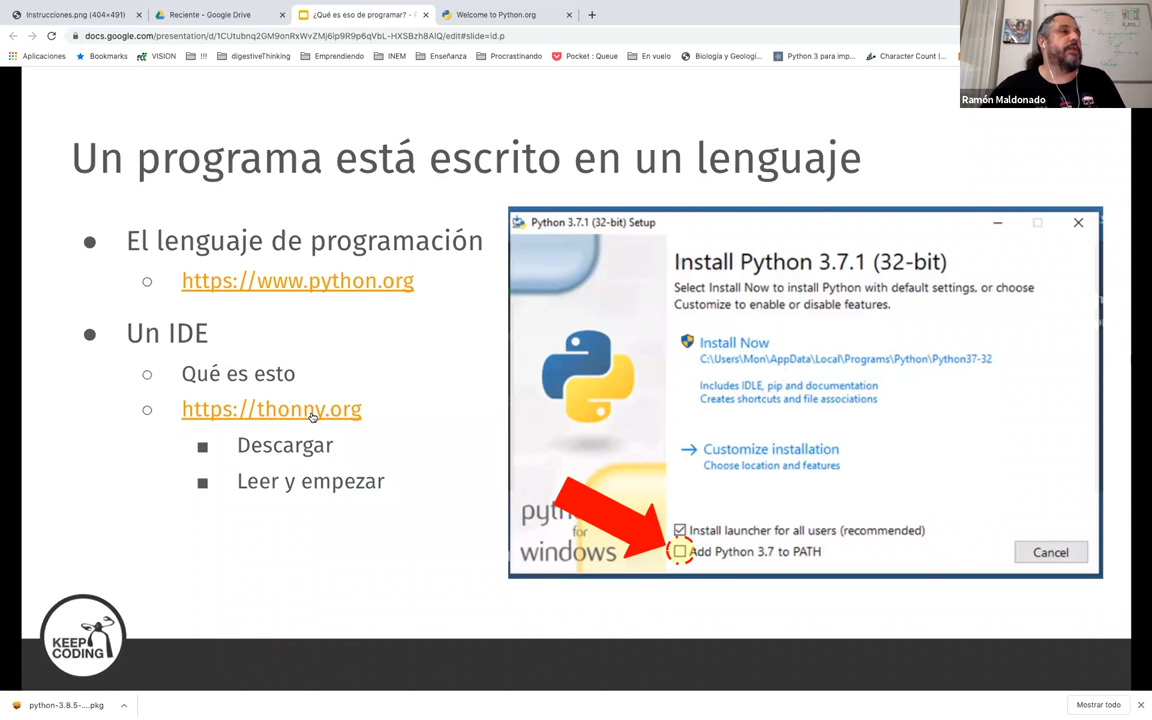 Instrucciones.png (404×491)
Reciente - Google Drive
¿Qué es eso de programar? -
Welcome to Python.org
docs.google.com/presentation/d/1CUtubnq2GM9onRxWvZMj6ip9R9p6qVbL-HXSBzh8AlQ/edit#slide=id.p
Aplicaciones
Bookmarks
VISION
!!!
digestiveThinking
Emprendiendo
INEM
Enseñanza
Procrastinando
Pocket : Queue
En vuelo
Biología y Geologí...
Python 3 para imp...
Character Count |...
Ramón Maldonado
Un programa está escrito en un lenguaje
El lenguaje de programación
https://www.python.org
Un IDE
Qué es esto
https://thonny.org
Descargar
Leer y empezar
Python 3.7.1 (32-bit) Setup
Install Python 3.7.1 (32-bit)
Select Install Now to install Python with default settings, or choose
Customize to enable or disable features.
Install Now
C:\Users\Mon\AppData\Local\Programs\Python\Python37-32
Includes IDLE, pip and documentation
Creates shortcuts and file associations
Customize installation
Choose location and features
for
windows
Install launcher for all users (recommended)
Add Python 3.7 to PATH
Cancel
KEEP
CODING
python-3.8.5-....pkg
Mostrar todo